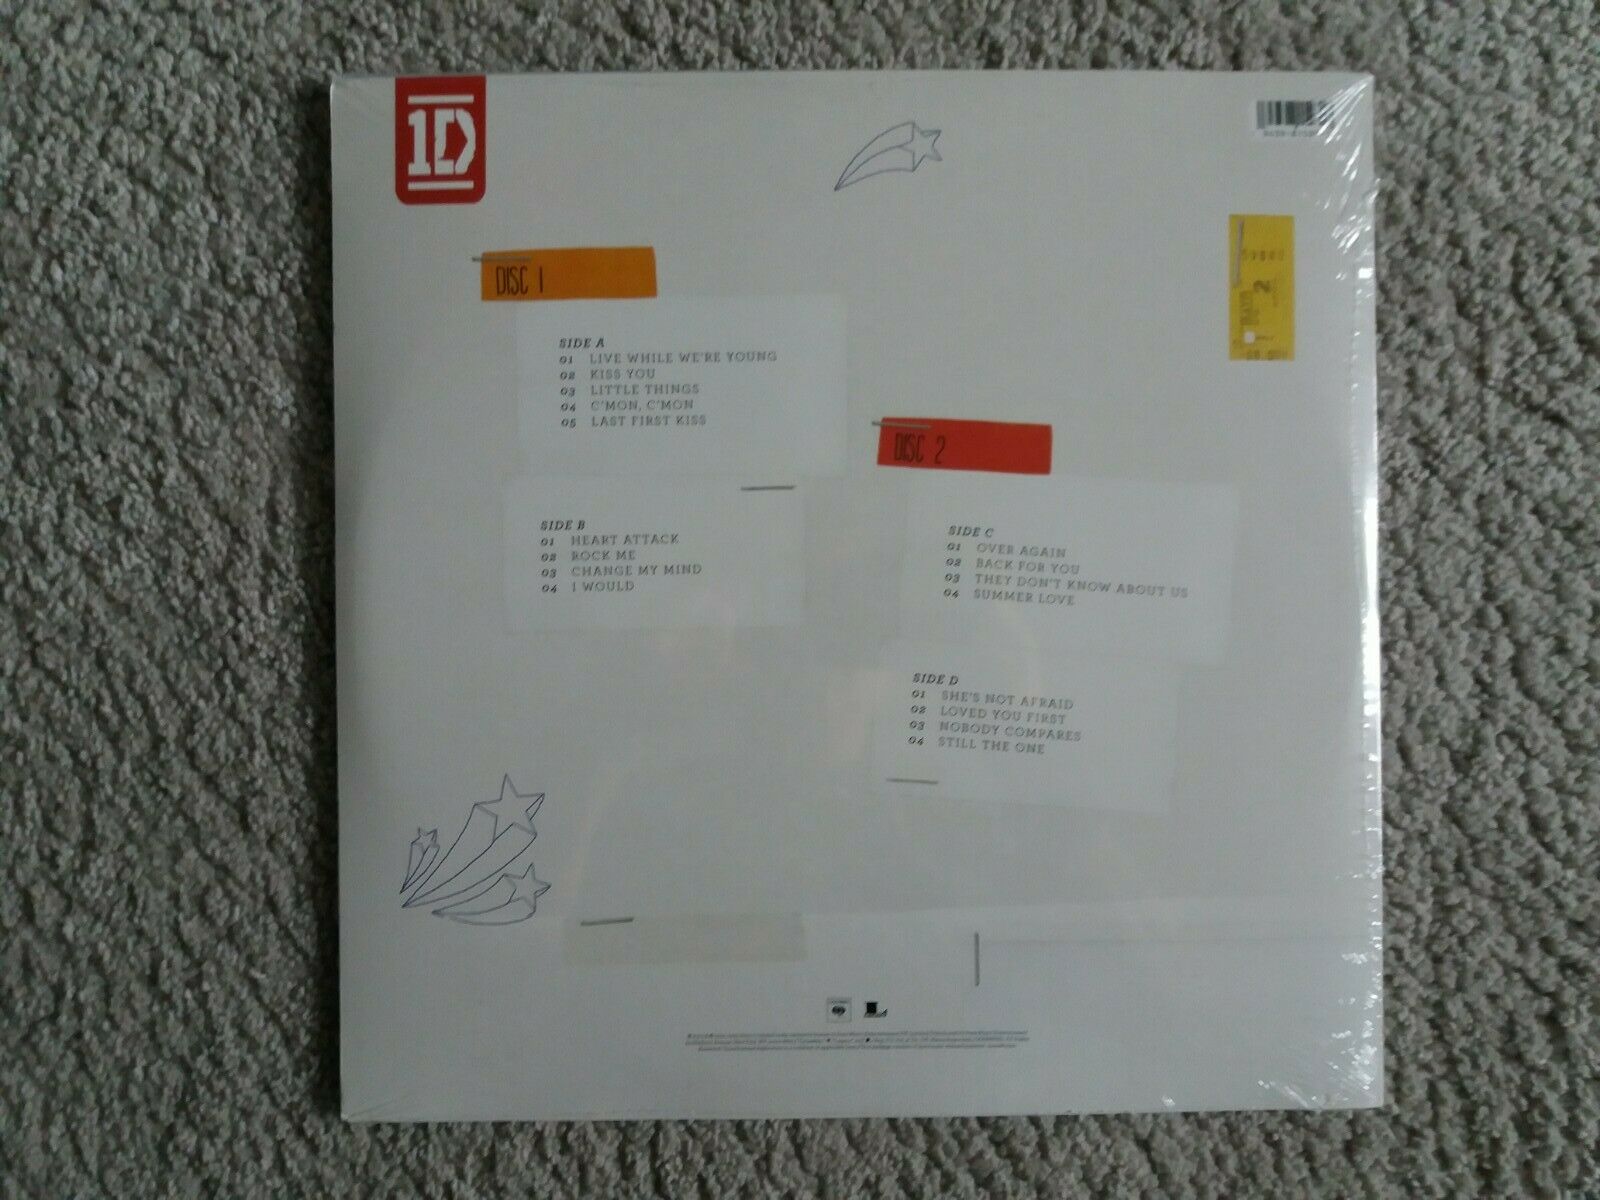 1D
DISC 1
SIDE A
01 LIVE WHILE WE'RE YOUNG
02 KISS YOU
03 LITTLE THINGS
04 C'MON, C'MON
05 LAST FIRST KISS
SIDE B
01 HEART ATTACK
02 ROCK ME
03 CHANGE MY MIND
04 I WOULD
DISC 2
SIDE C
01 OVER AGAIN
02 BACK FOR YOU
03 THEY DON'T KNOW ABOUT US
04 SUMMER LOVE
SIDE D
01 SHE'S NOT AFRAID
02 LOVED YOU FIRST
03 NOBODY COMPARES
04 STILL THE ONE
2